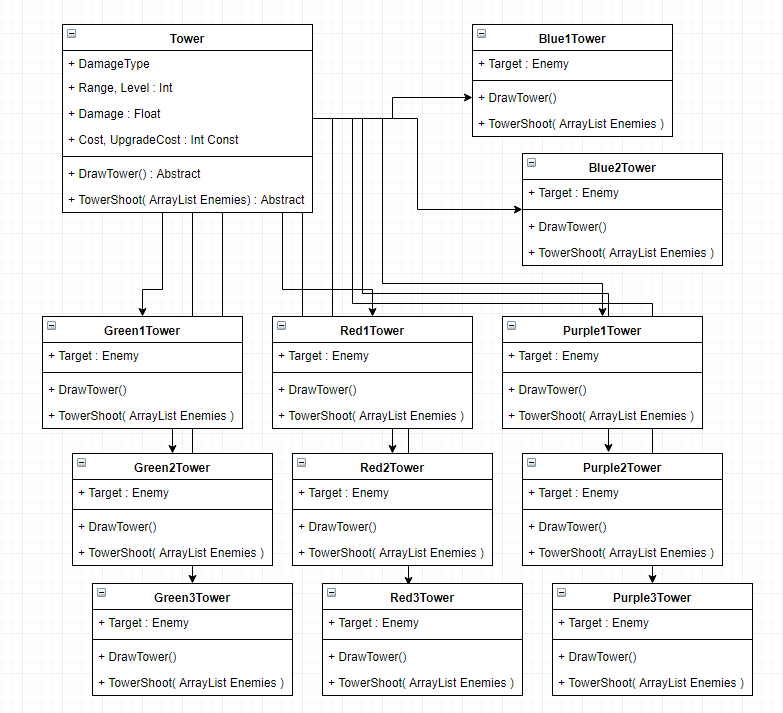 Tower
+ DamageType
+ Range, Level : Int
+ Damage : Float
+ Cost, UpgradeCost : Int Const
+ DrawTower() : Abstract
+ TowerShoot( ArrayList Enemies) : Abstract
Blue1Tower
+ Target : Enemy
+ DrawTower()
+ TowerShoot( ArrayList Enemies )
Blue2Tower
+ Target : Enemy
+ DrawTower()
+ TowerShoot( ArrayList Enemies )
Green1Tower
+ Target : Enemy
+ DrawTower()
+ TowerShoot( ArrayList Enemies )
Red1Tower
+ Target : Enemy
+ DrawTower()
+ TowerShoot( ArrayList Enemies )
Purple1Tower
+ Target : Enemy
+ DrawTower()
+ TowerShoot( ArrayList Enemies )
Green2Tower
+ Target : Enemy
+ DrawTower()
+ TowerShoot( ArrayList Enemies )
Red2Tower
+ Target : Enemy
+ DrawTower()
+ TowerShoot( ArrayList Enemies )
Purple2Tower
+ Target : Enemy
+ DrawTower()
+ TowerShoot( ArrayList Enemies )
Green3Tower
+ Target : Enemy
+ DrawTower()
+ TowerShoot( ArrayList Enemies )
Red3Tower
+ Target : Enemy
+ DrawTower()
+ TowerShoot( ArrayList Enemies )
Purple3Tower
+ Target : Enemy
+ DrawTower()
+ TowerShoot( ArrayList Enemies )